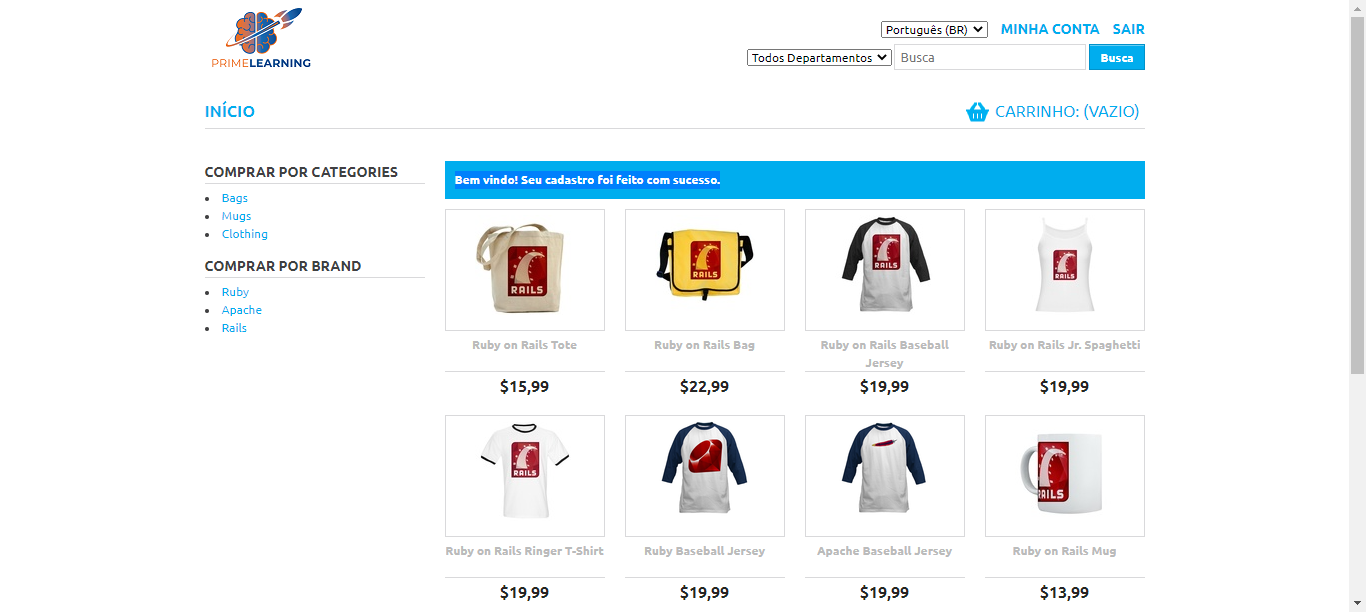 PRIMELEARNING
Português (BR)
MINHA CONTA
SAIR
Todos Departamentos
Busca
Busca
INÍCIO
CARRINHO: (VAZIO)
COMPRAR POR CATEGORIES
Bags
Mugs
Clothing
COMPRAR POR BRAND
Ruby
Apache
Rails
Bem vindo! Seu cadastro foi feito com sucesso.
RAILS
RAILS
RAILS
RAILS
Ruby on Rails Tote
Ruby on Rails Bag
Ruby on Rails Baseball
Jersey
Ruby on Rails Jr. Spaghetti
$15,99
$22,99
$19,99
$19,99
RAILS
RAILS
Ruby on Rails Ringer T-Shirt
Ruby Baseball Jersey
Apache Baseball Jersey
Ruby on Rails Mug
$19,99
$19,99
$19,99
$13,99